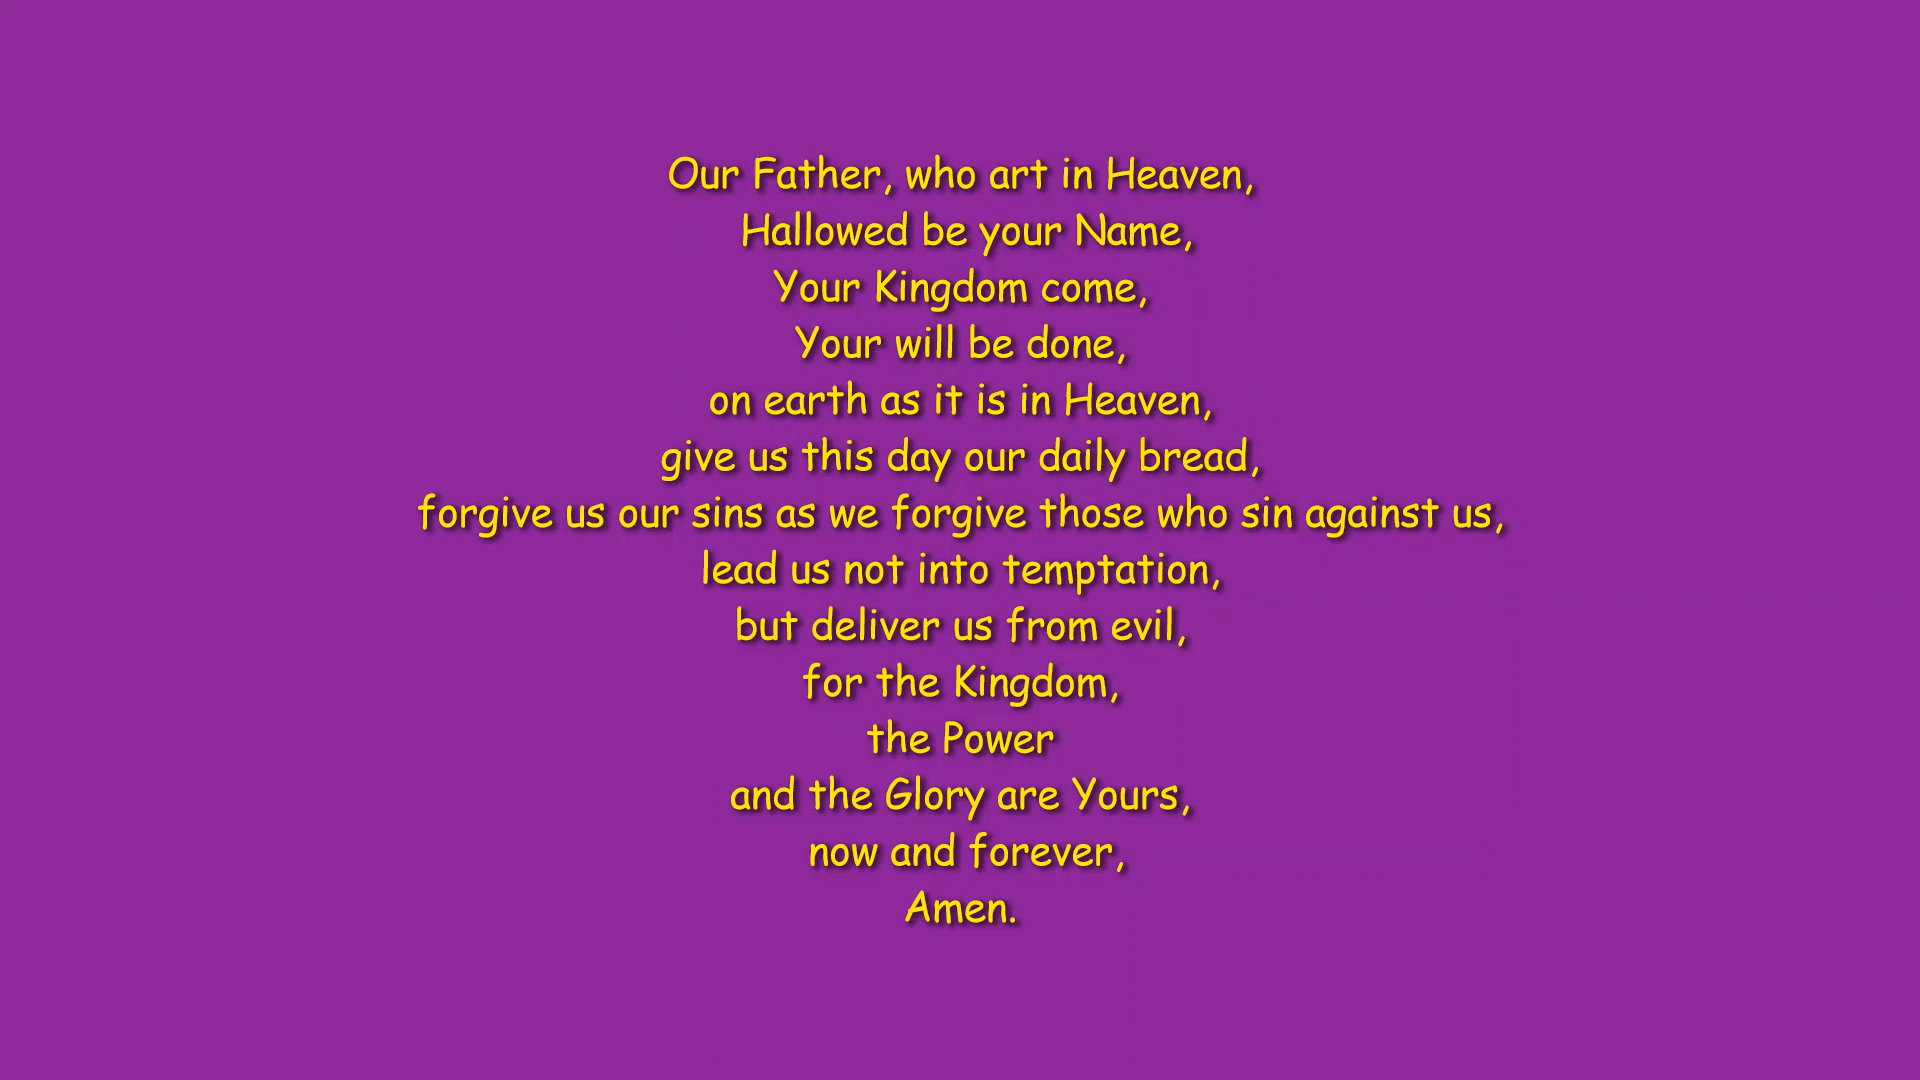 Our Father, who art in Heaven,
Hallowed be your Name,
Your Kingdom come,
Your will be done,
on earth as it is in Heaven,
give us this day our daily bread,
forgive us our sins as we forgive those who sin against us,
lead us not into temptation,
but deliver us from evil,
for the Kingdom,
the Power
and the Glory are Yours,
now and forever,
Amen.